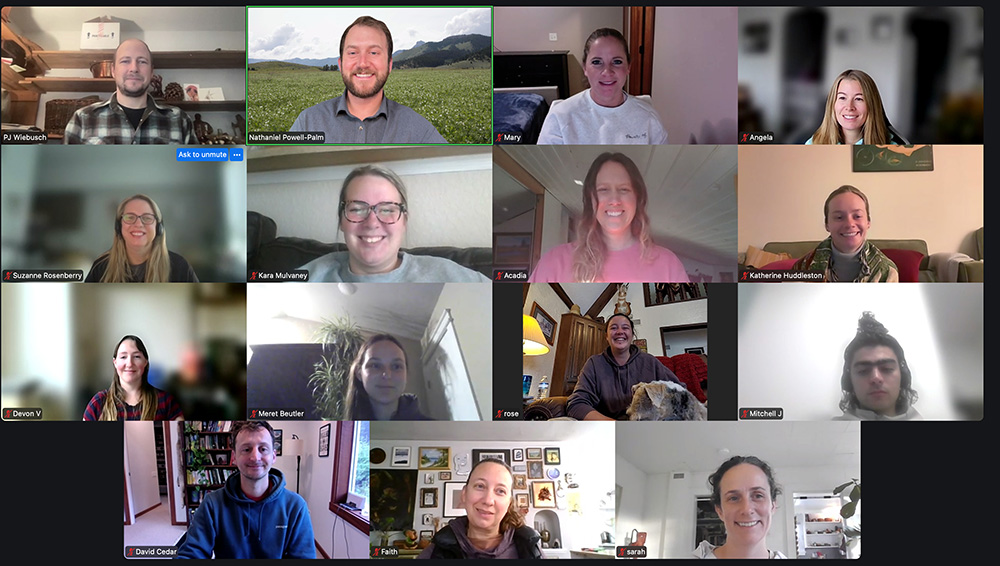 PJ Wiebusch
Nathaniel Powell-Palm
Mary
Angela
Ask to unmute
Suzanne Rosenberry
Kara Mulvaney
Acadia
Katherine Huddleston
Devon V
Meret Beutler
rose
Mitchell J
David Cedar
Faith
sarah